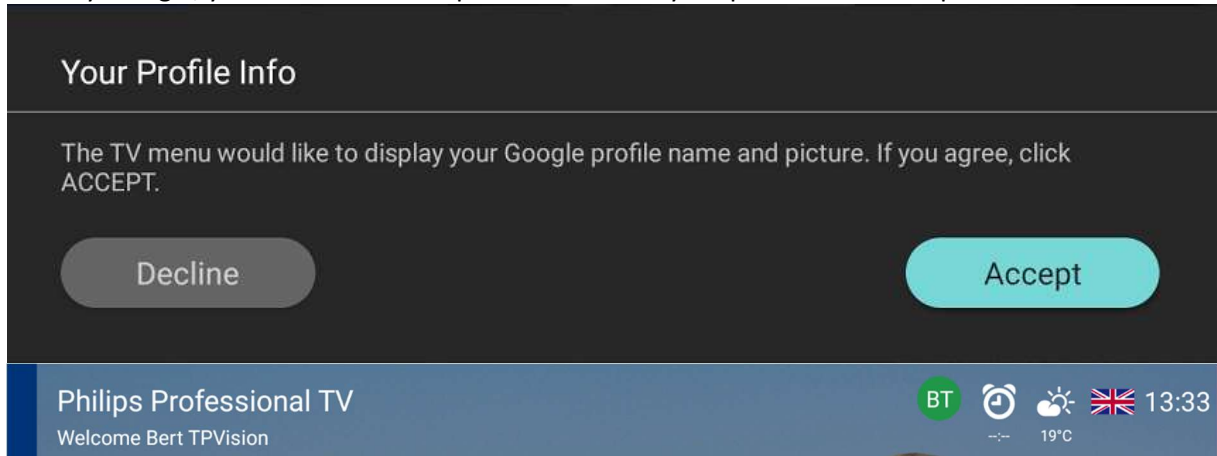 Your Profile Info
The TV menu would like to display your Google profile name and picture. If you agree, click
ACCEPT.
Decline
Accept
Philips Professional TV
BT
13:33
Welcome Bert TPVision
--:--
19°C